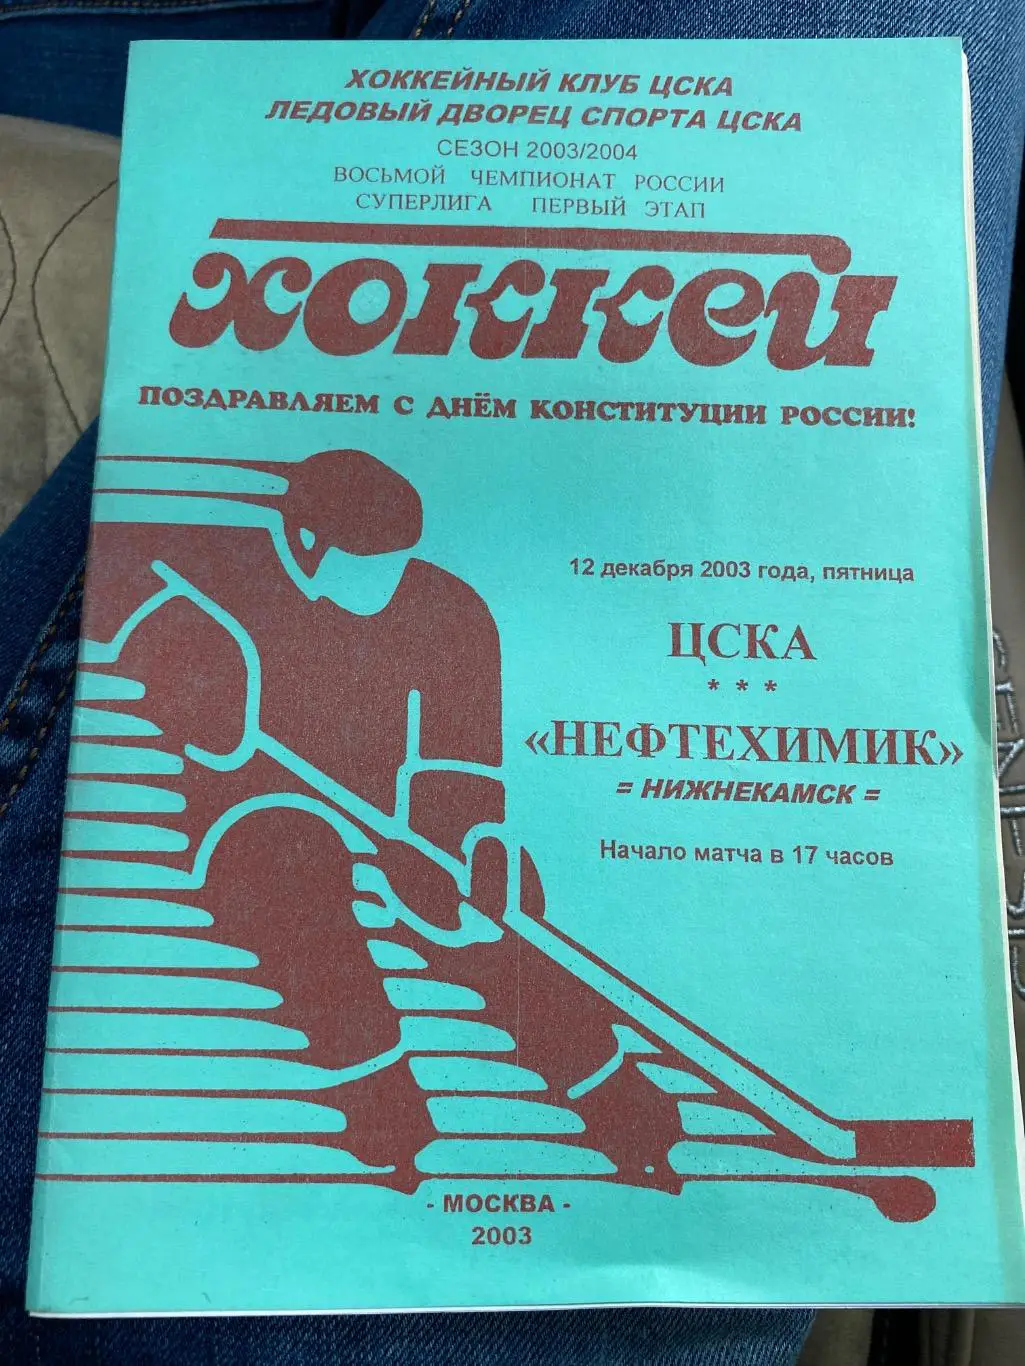 ХОККЕЙНЫЙ КЛУБ ЦСКА
ЛЕДОВЫЙ ДВОРЕЦ СПОРТА ЦСКА
СЕЗОН 2003/2004
ВОСЬМОЙ ЧЕМПИОНАТ РОССИИ
СУПЕРЛИГА ПЕРВЫЙ ЭТАП
ХОККЕЙ
ПОЗДРАВЛЯЕМ С ДНЁМ КОНСТИТУЦИИ РОССИИ!
12 декабря 2003 года, пятница
ЦСКА
* * *
«НЕФТЕХИМИК»
= НИЖНЕКАМСК =
Начало матча в 17 часов
- МОСКВА -
2003